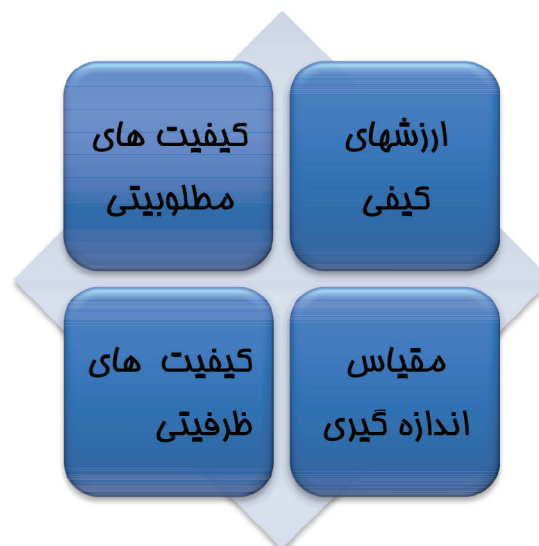 ارزشهای
کیفی
کیفیت های
مطلوبیتی
مقیاس
اندازه گیری
کیفیت های
ظرفیتی